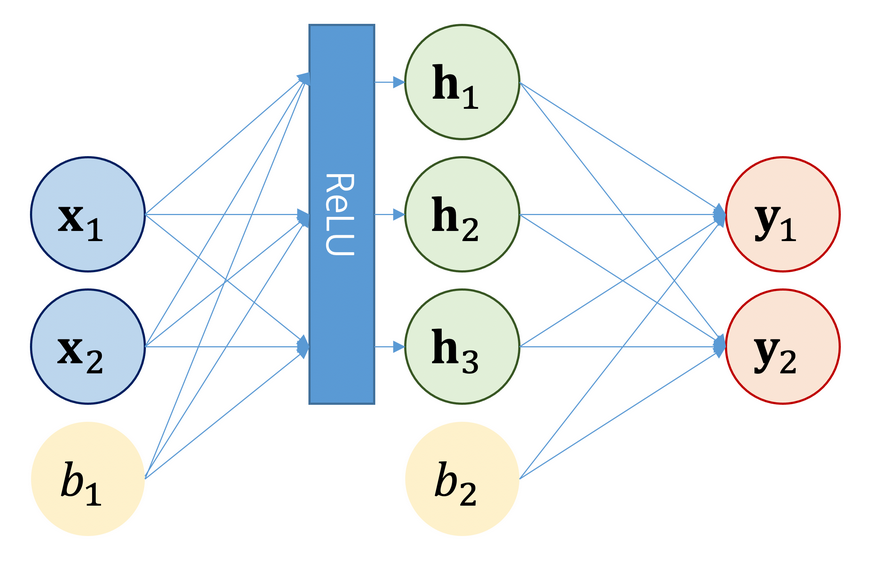 x₁
x₂
b₁
ReLU
h₁
h₂
h₃
b₂
y₁
y₂